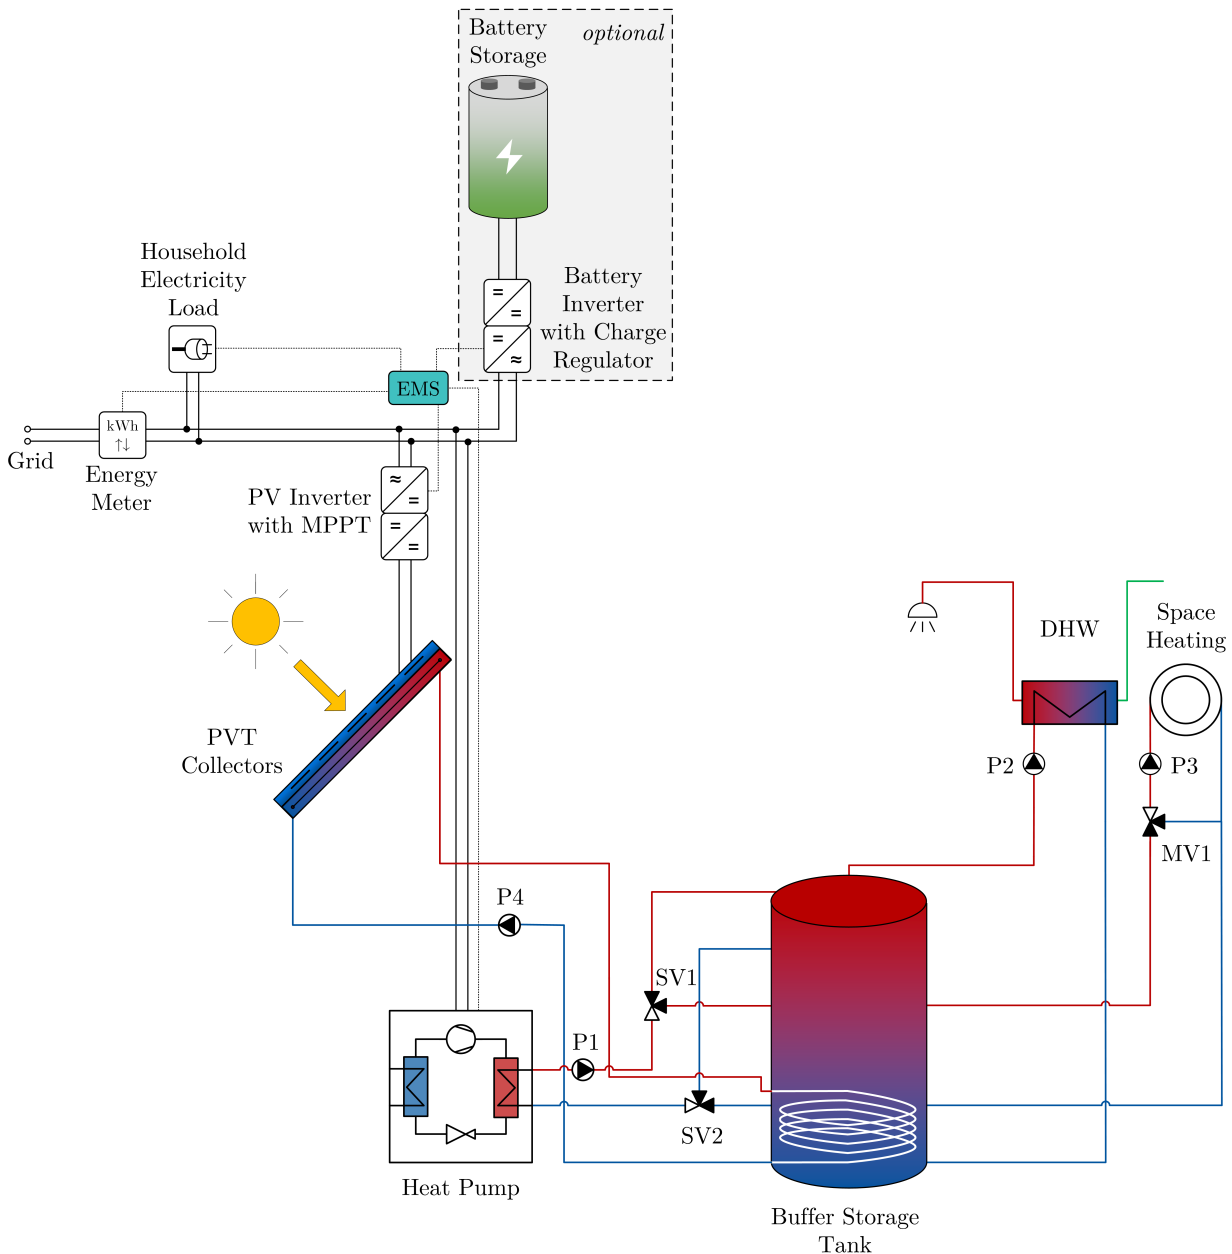 Battery
Storage
optional
Household
Electricity
Load
Battery
Inverter
with Charge
Regulator
EMS
kWh
↑↓
Grid
Energy
Meter
PV Inverter
with MPPT
DHW
Space
Heating
PVT
Collectors
P2
P3
MV1
P4
SV1
P1
SV2
Heat Pump
Buffer Storage
Tank